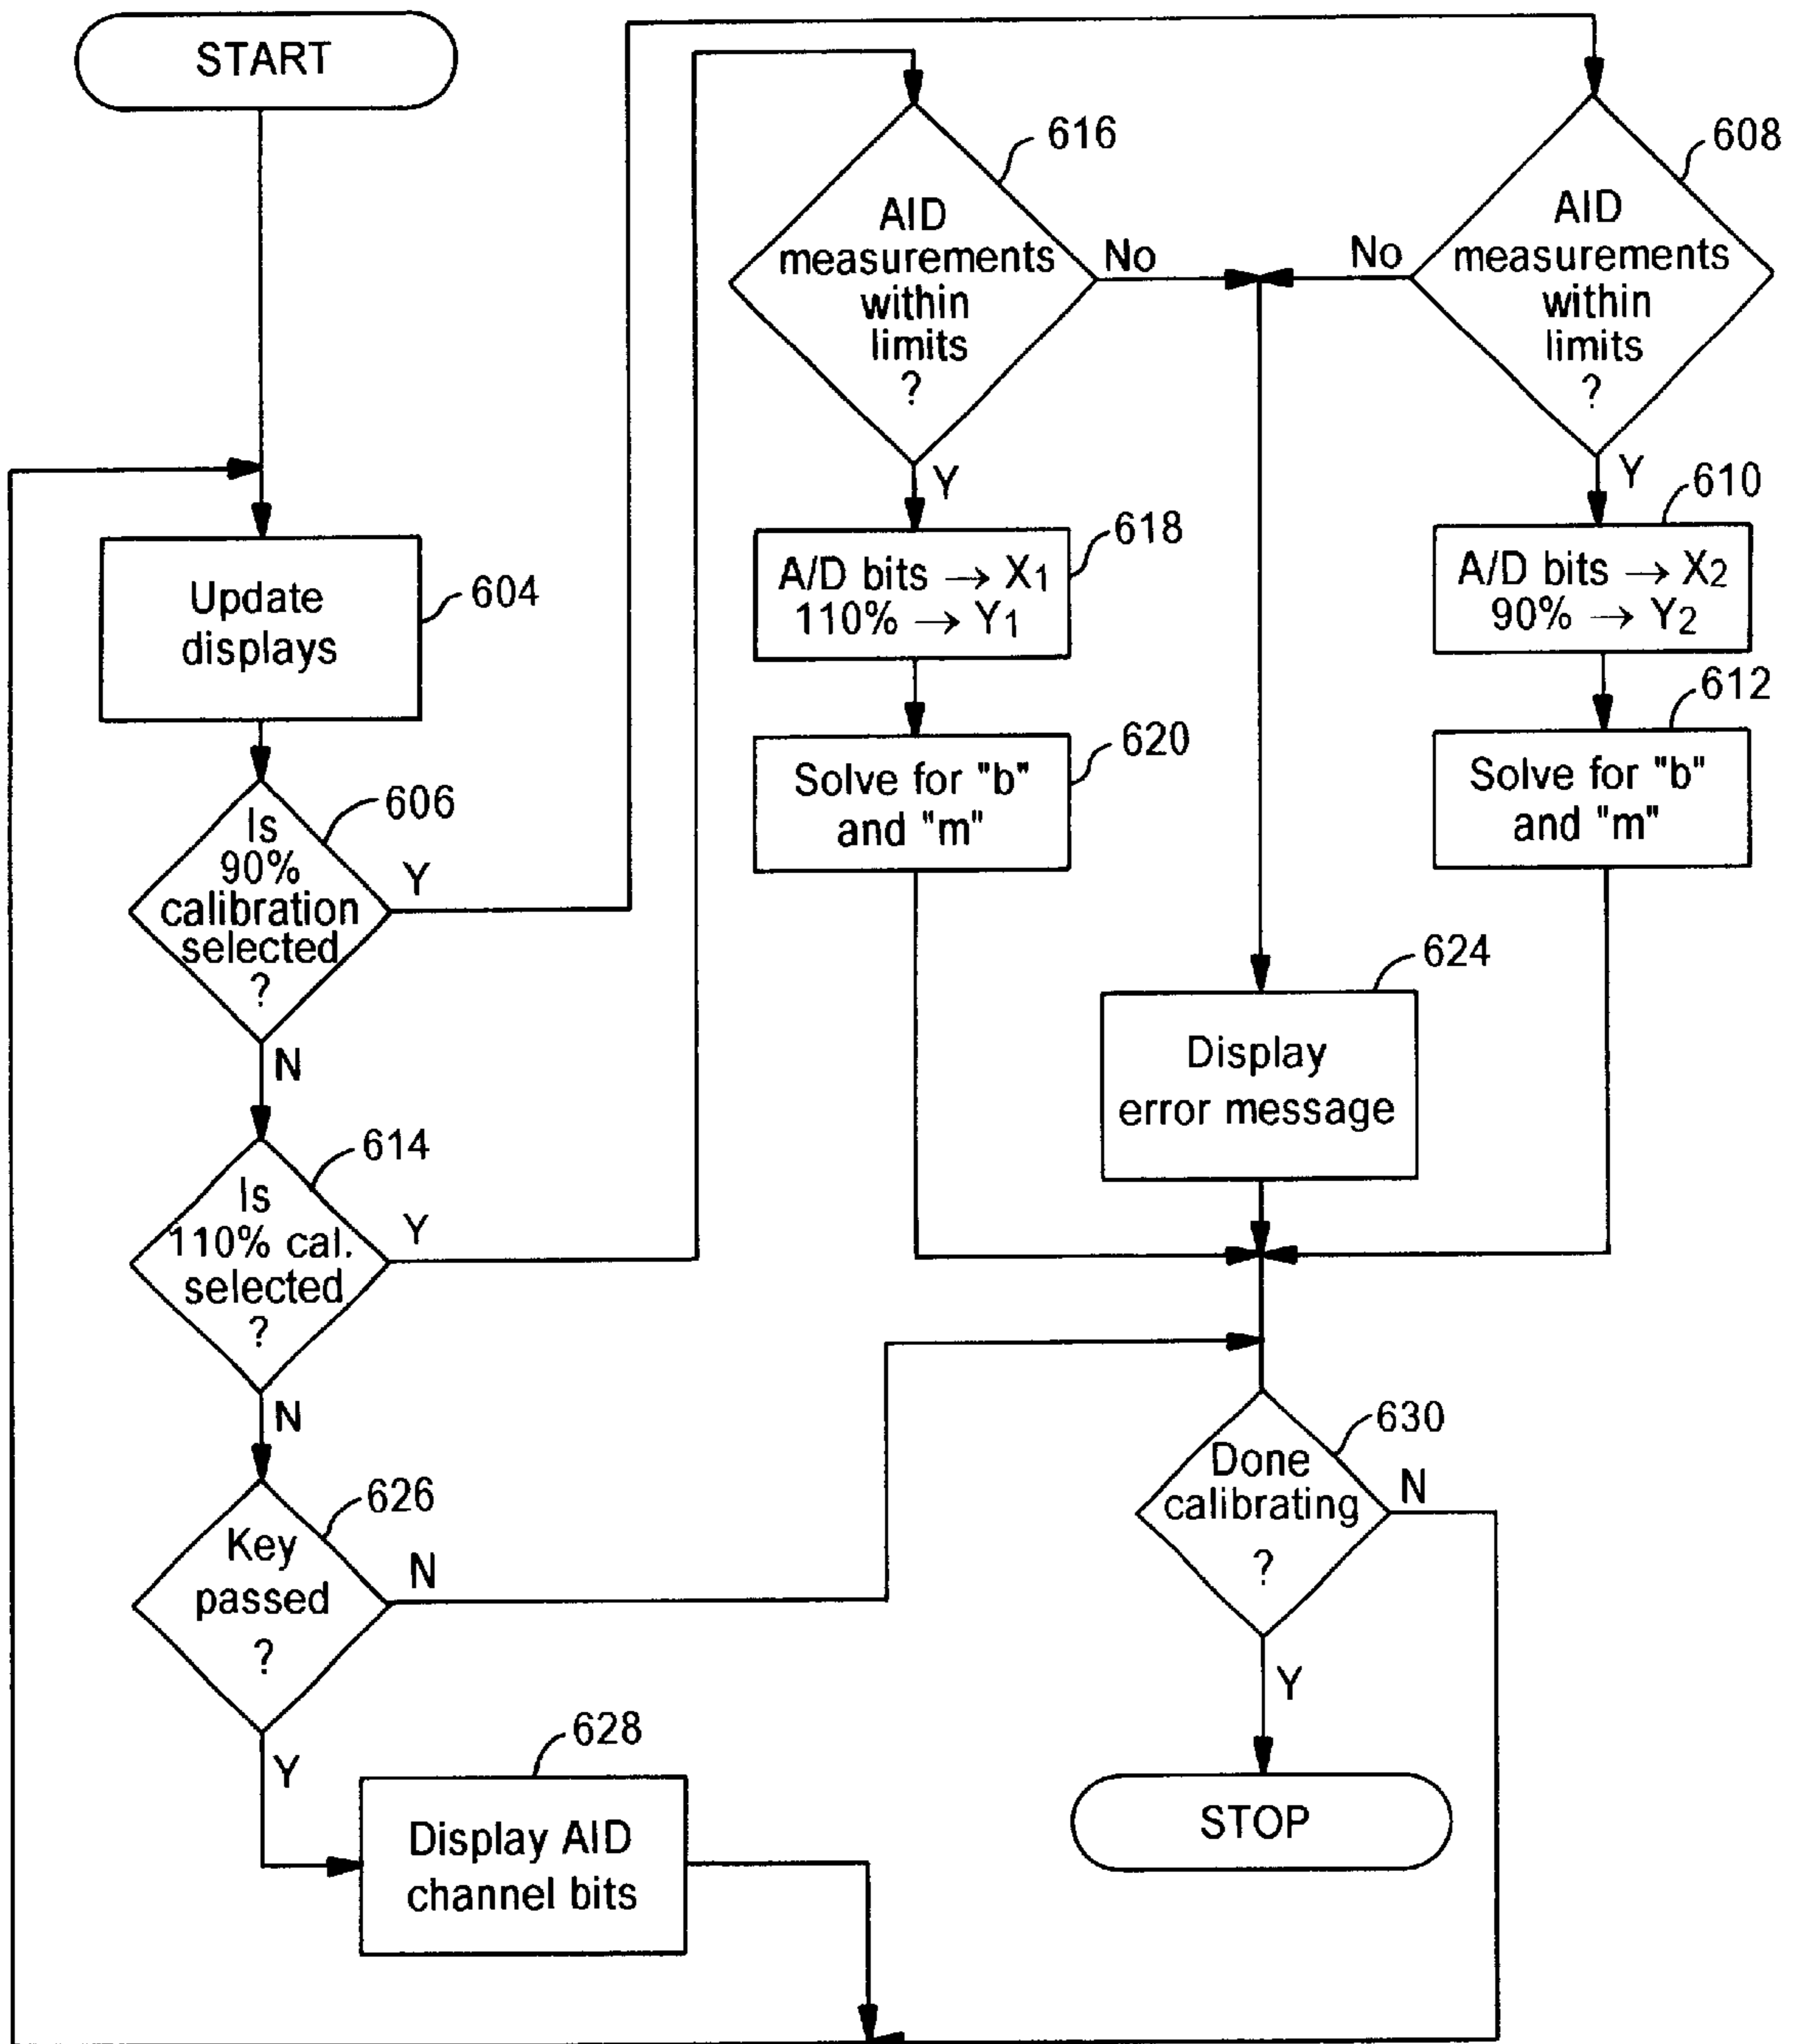 START
616
608
AID
measurements
within
limits
?
No
No
AID
measurements
within
limits
?
Y
Y
618
610
A/D bits → X1
110% → Y1
A/D bits → X2
90% → Y2
Update
displays
604
620
612
Solve for "b"
and "m"
Solve for "b"
and "m"
606
Is
90%
calibration
selected
?
Y
N
624
Display
error message
614
Is
110% cal.
selected
?
Y
N
626
Key
passed
?
N
Y
630
Done
calibrating
?
N
Y
628
Display AID
channel bits
STOP